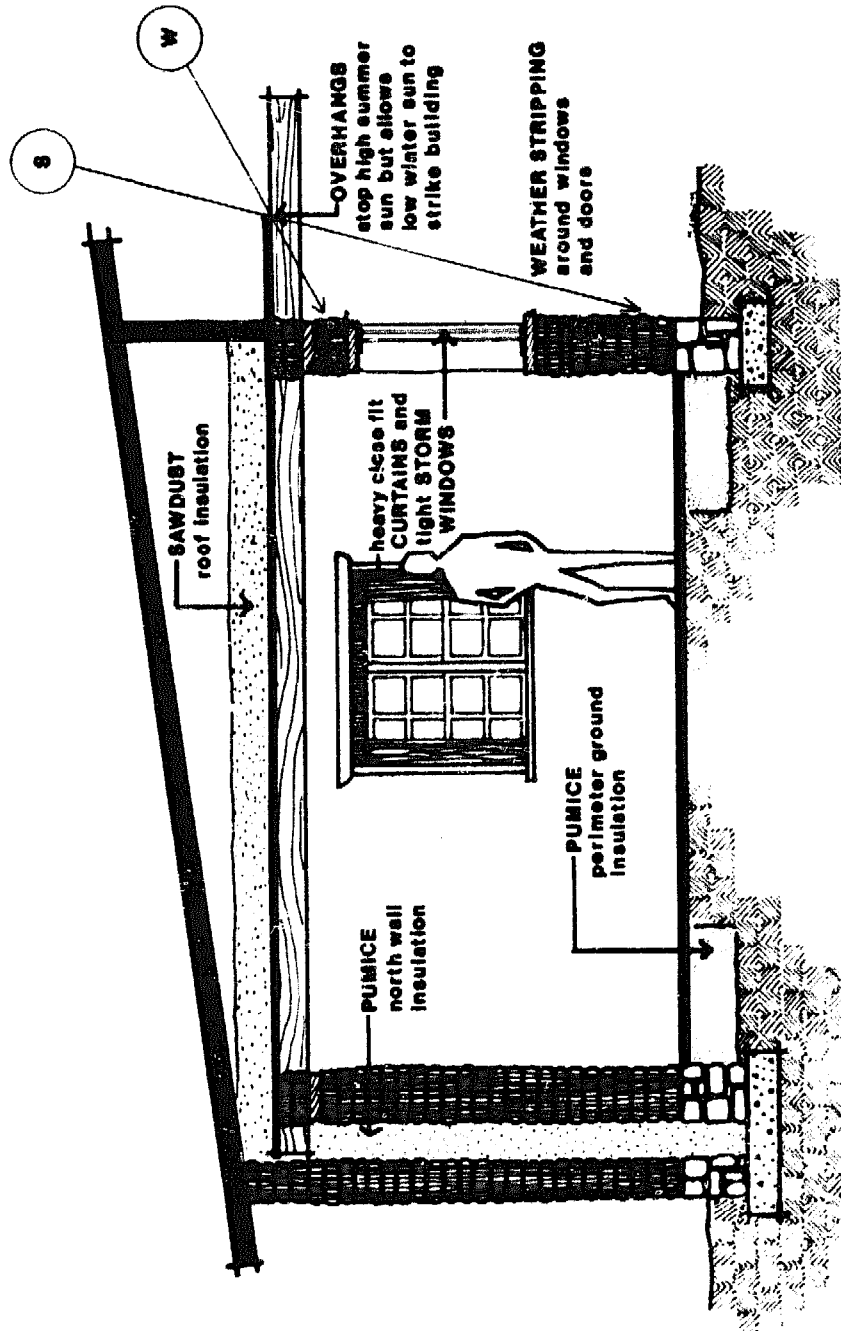 S
W
OVERHANGS
stop high summer
sun but allows
low winter sun to
strike building
SAWDUST
roof insulation
heavy close fit
CURTAINS and
tight STORM
WINDOWS
WEATHER STRIPPING
around windows
and doors
PUMICE
north wall
insulation
PUMICE
perimeter ground
insulation